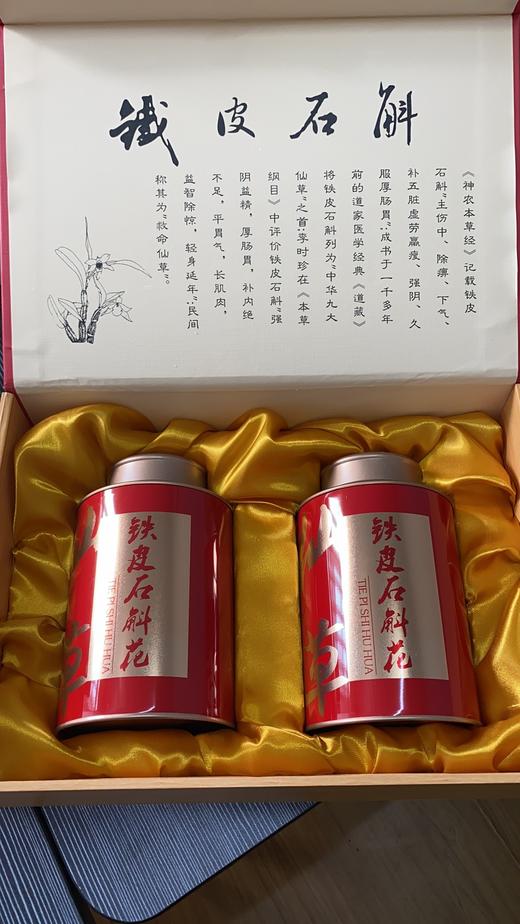 鐵皮石斛
《神农本草经》记载铁皮
石斛"主伤中、除痹、下气、
补五脏虚劳羸瘦、强阴、久
服厚肠胃";成书于一千多年
前的道家医学经典《道藏》
将铁皮石斛列为"中华九大
仙草"之首;李时珍在《本草
纲目》中评价铁皮石斛"强
阴益精,厚肠胃,补内绝
不足,平胃气,长肌肉,
益智除惊,轻身延年";民间
称其为"救命仙草"。
山草
铁皮石斛花
TIE PI SHI HU HUA
山草
铁皮石斛花
TIE PI SHI HU HUA